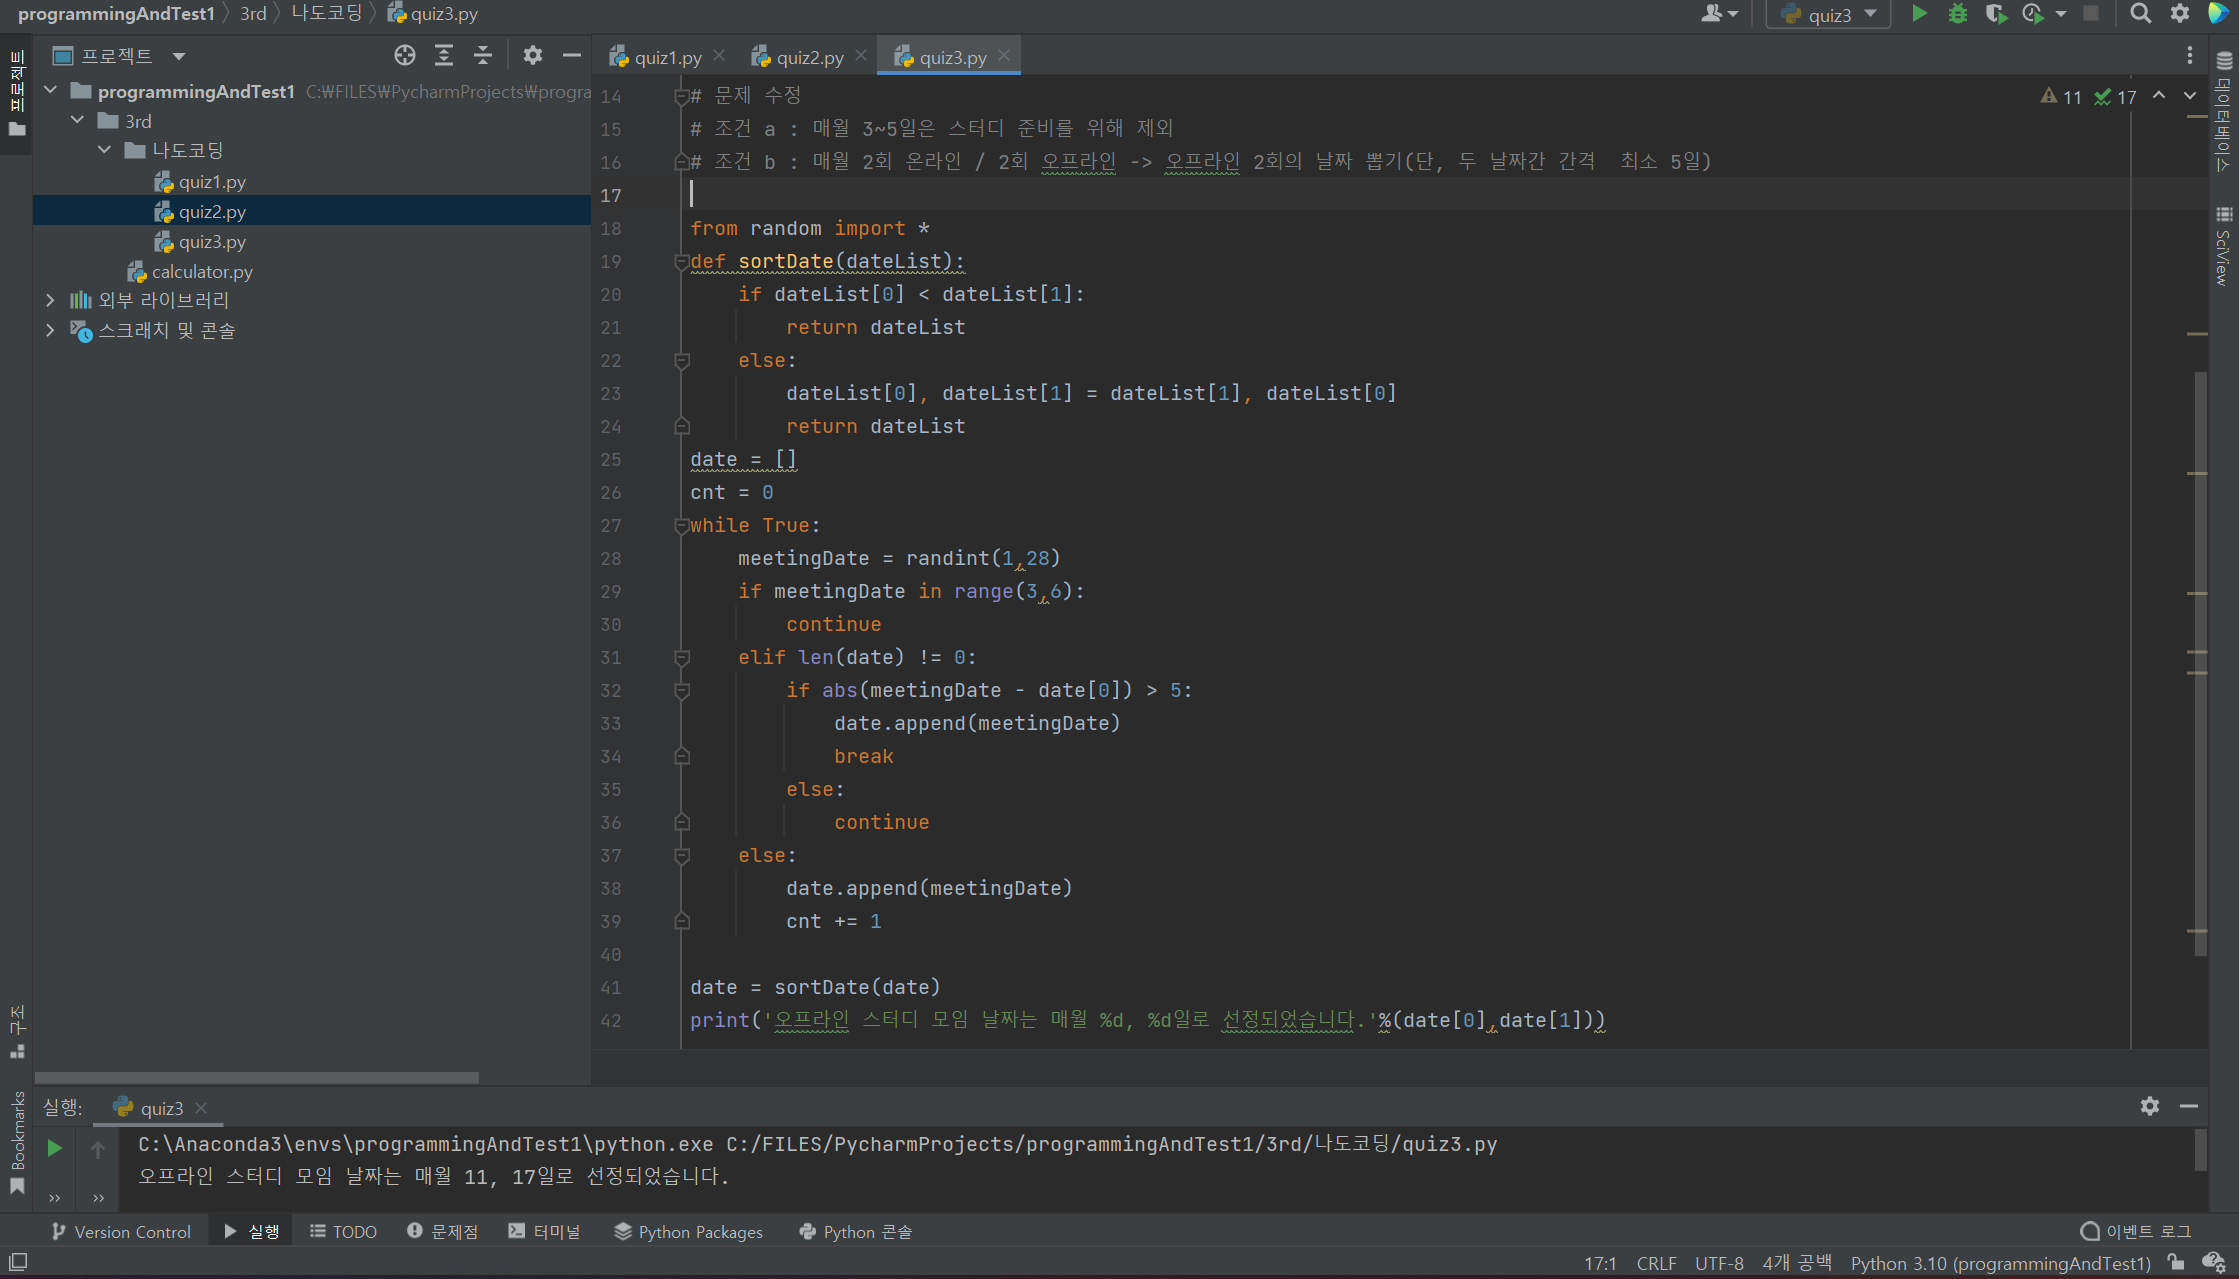 programmingAndTest1 〉 3rd 〉 나도코딩 〉 quiz3.py
quiz3
프로젝트
quiz1.py
quiz2.py
quiz3.py
프로젝트
programmingAndTest1 C:₩FILES₩PycharmProjects₩progra
3rd
나도코딩
quiz1.py
quiz2.py
quiz3.py
calculator.py
외부 라이브러리
스크래치 및 콘솔
11 17
14 # 문제 수정
15 # 조건 a : 매월 3~5일은 스터디 준비를 위해 제외
16 # 조건 b : 매월 2회 온라인 / 2회 오프라인 -> 오프라인 2회의 날짜 뽑기(단, 두 날짜간 간격  최소 5일)
17
18 from random import *
19 def sortDate(dateList):
20     if dateList[0] < dateList[1]:
21         return dateList
22     else:
23         dateList[0], dateList[1] = dateList[1], dateList[0]
24         return dateList
25 date = []
26 cnt = 0
27 while True:
28     meetingDate = randint(1,28)
29     if meetingDate in range(3,6):
30         continue
31     elif len(date) != 0:
32         if abs(meetingDate - date[0]) > 5:
33             date.append(meetingDate)
34             break
35         else:
36             continue
37     else:
38         date.append(meetingDate)
39         cnt += 1
40
41 date = sortDate(date)
42 print('오프라인 스터디 모임 날짜는 매월 %d, %d일로 선정되었습니다.'%(date[0],date[1]))
데이터베이스
SciView
구조
Bookmarks
실행: quiz3
C:\Anaconda3\envs\programmingAndTest1\python.exe C:/FILES/PycharmProjects/programmingAndTest1/3rd/나도코딩/quiz3.py
오프라인 스터디 모임 날짜는 매월 11, 17일로 선정되었습니다.
Version Control 실행 TODO 문제점 터미널 Python Packages Python 콘솔 이벤트 로그
17:1 CRLF UTF-8 4개 공백 Python 3.10 (programmingAndTest1)